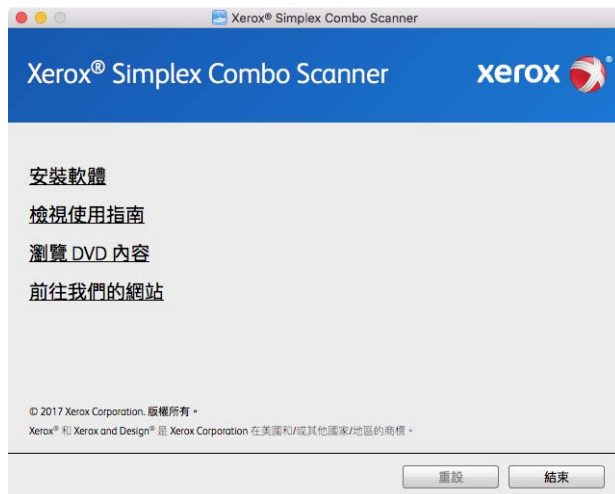 Xerox® Simplex Combo Scanner
Xerox® Simplex Combo Scanner
xerox®
安裝軟體
檢視使用指南
瀏覽 DVD 內容
前往我們的網站
© 2017 Xerox Corporation. 版權所有。
Xerox® 和 Xerox and Design® 是 Xerox Corporation 在美國和/或其他國家/地區的商標。
重設
結束